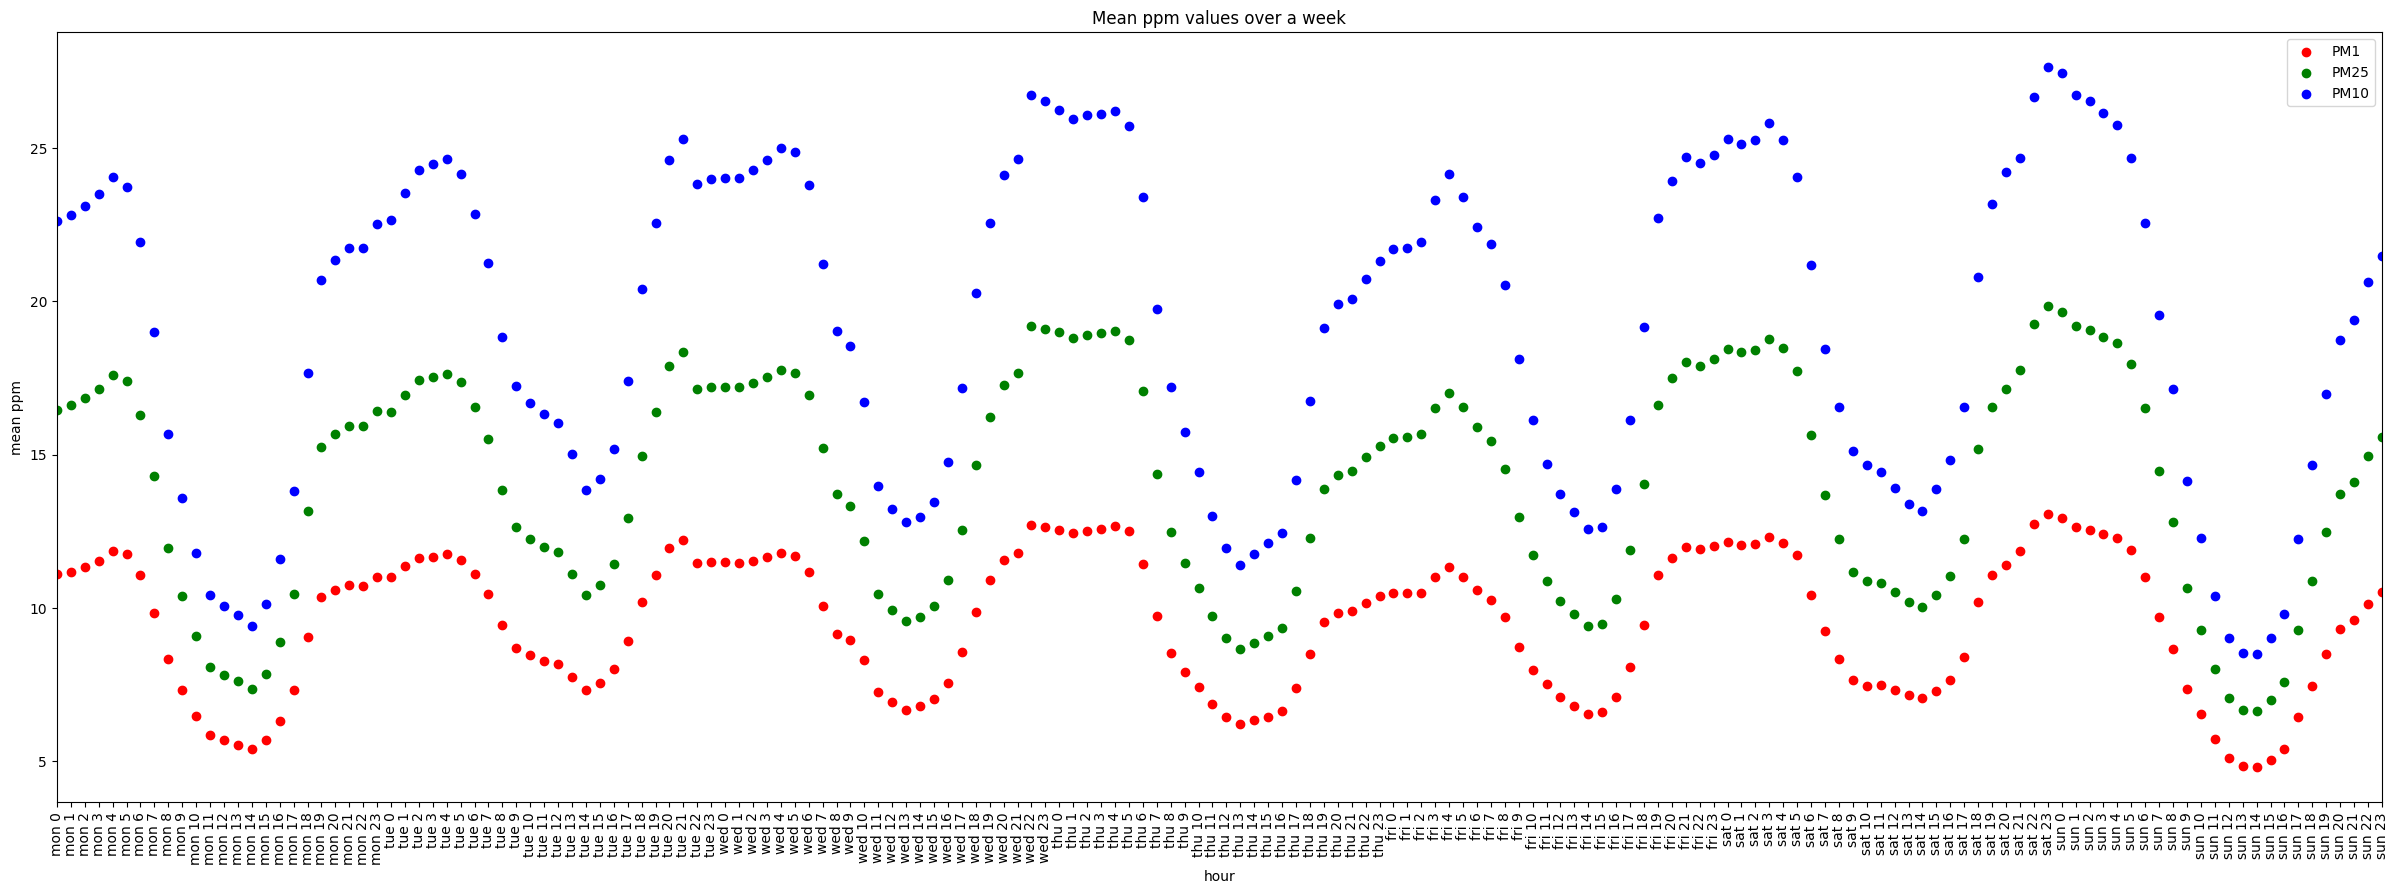 Mean ppm values over a week
PM1
PM25
PM10
mean ppm
25
20
15
10
5
mon 0
mon 1
mon 2
mon 3
mon 4
mon 5
mon 6
mon 7
mon 8
mon 9
mon 10
mon 11
mon 12
mon 13
mon 14
mon 15
mon 16
mon 17
mon 18
mon 19
mon 20
mon 21
mon 22
mon 23
tue 0
tue 1
tue 2
tue 3
tue 4
tue 5
tue 6
tue 7
tue 8
tue 9
tue 10
tue 11
tue 12
tue 13
tue 14
tue 15
tue 16
tue 17
tue 18
tue 19
tue 20
tue 21
tue 22
tue 23
wed 0
wed 1
wed 2
wed 3
wed 4
wed 5
wed 6
wed 7
wed 8
wed 9
wed 10
wed 11
wed 12
wed 13
wed 14
wed 15
wed 16
wed 17
wed 18
wed 19
wed 20
wed 21
wed 22
wed 23
thu 0
thu 1
thu 2
thu 3
thu 4
thu 5
thu 6
thu 7
thu 8
thu 9
thu 10
thu 11
thu 12
thu 13
thu 14
thu 15
thu 16
thu 17
thu 18
thu 19
thu 20
thu 21
thu 22
thu 23
fri 0
fri 1
fri 2
fri 3
fri 4
fri 5
fri 6
fri 7
fri 8
fri 9
fri 10
fri 11
fri 12
fri 13
fri 14
fri 15
fri 16
fri 17
fri 18
fri 19
fri 20
fri 21
fri 22
fri 23
sat 0
sat 1
sat 2
sat 3
sat 4
sat 5
sat 6
sat 7
sat 8
sat 9
sat 10
sat 11
sat 12
sat 13
sat 14
sat 15
sat 16
sat 17
sat 18
sat 19
sat 20
sat 21
sat 22
sat 23
sun 0
sun 1
sun 2
sun 3
sun 4
sun 5
sun 6
sun 7
sun 8
sun 9
sun 10
sun 11
sun 12
sun 13
sun 14
sun 15
sun 16
sun 17
sun 18
sun 19
sun 20
sun 21
sun 22
sun 23
hour